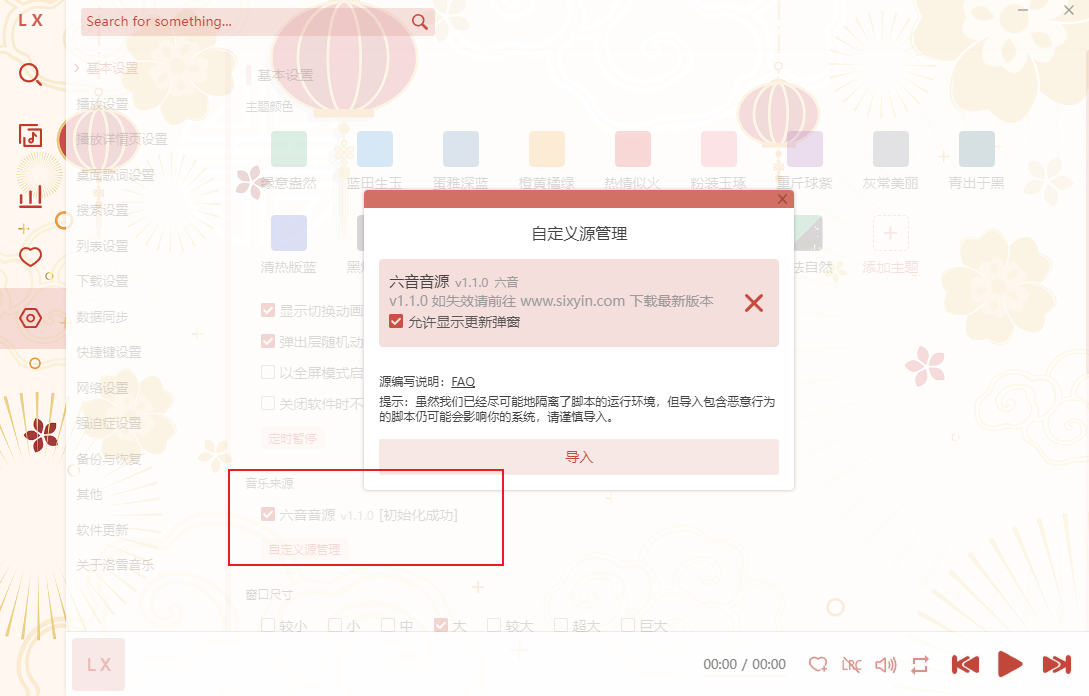 LX
Search for something...
基本设置
播放设置
播放详情页设置
桌面歌词设置
搜索设置
列表设置
下载设置
数据同步
快捷键设置
网络设置
强迫症设置
备份与恢复
其他
软件更新
关于洛雪音乐
基本设置
主题颜色
绿意盎然 蓝田生玉 蛋雅深蓝 橙黄橘绿 热情似火 粉装玉琢 重斤球紫 灰常美丽 青出于黑
清热版蓝 黑 法自然 添加主题
显示切换动画
弹出层随机动
以全屏模式启
关闭软件时不
定时暂停
音乐来源
六音音源 v1.1.0 [初始化成功]
自定义源管理
窗口尺寸
较小 小 中 大 较大 超大 巨大
自定义源管理
六音音源 v1.1.0 六音
v1.1.0 如失效请前往 www.sixyin.com 下载最新版本
允许显示更新弹窗
源编写说明：FAQ
提示：虽然我们已经尽可能地隔离了脚本的运行环境，但导入包含恶意行为
的脚本仍可能会影响你的系统，请谨慎导入。
导入
LX
00:00 / 00:00
LRC